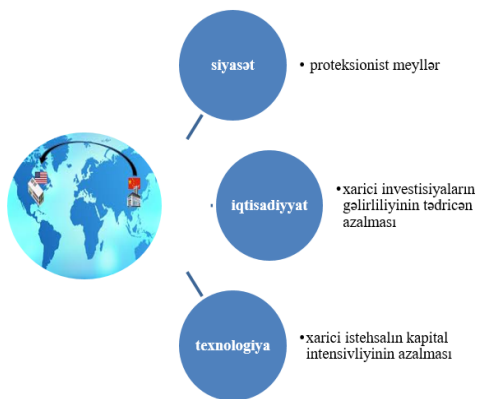 siyasət
• proteksionist meyllər
iqtisadiyyat
•xarici investisiyaların
gəlirliliyinin tədricən
azalması
texnologiya
•xarici istehsalın kapital
intensivliyinin azalması